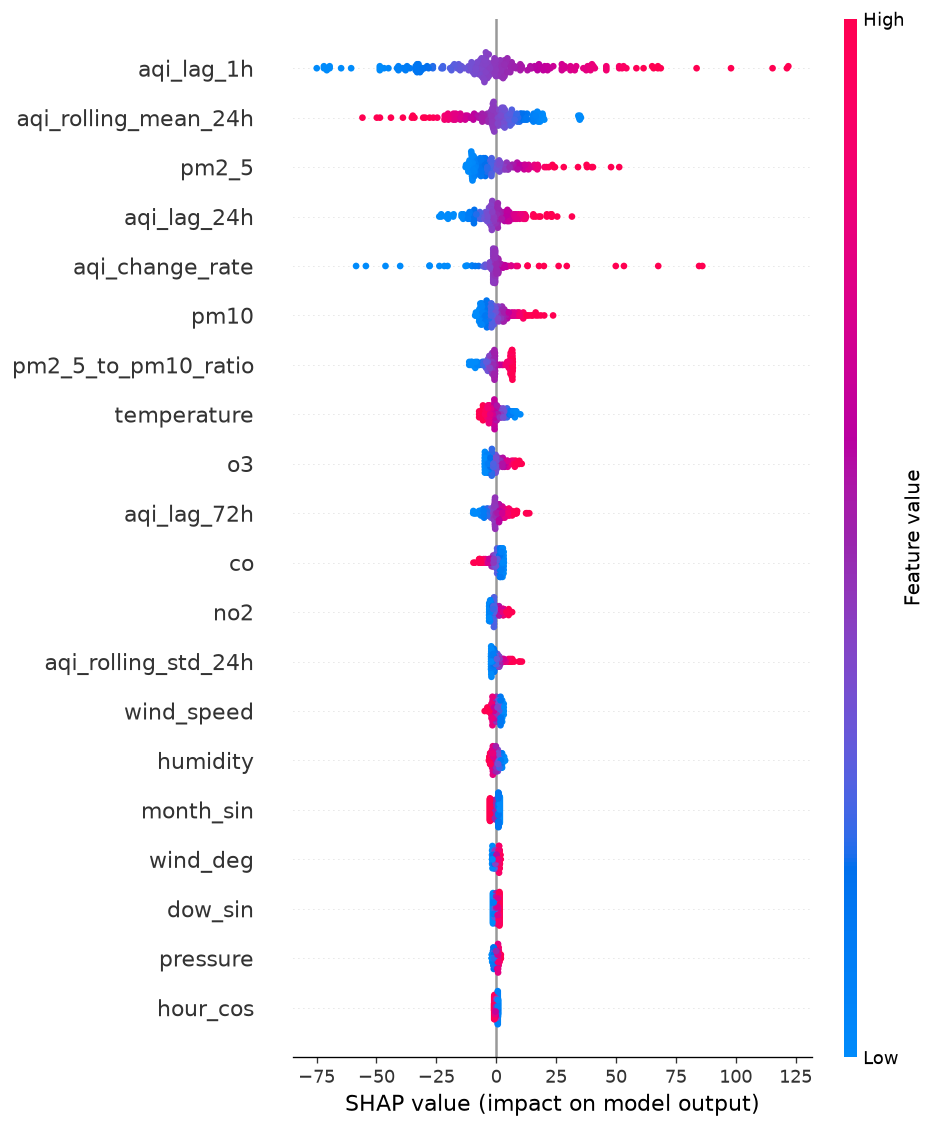 High
aqi_lag_1h
aqi_rolling_mean_24h
pm2_5
aqi_lag_24h
aqi_change_rate
pm10
pm2_5_to_pm10_ratio
temperature
o3
aqi_lag_72h
co
no2
aqi_rolling_std_24h
wind_speed
humidity
month_sin
wind_deg
dow_sin
pressure
hour_cos
Feature value
Low
−75 −50 −25 0 25 50 75 100 125
SHAP value (impact on model output)